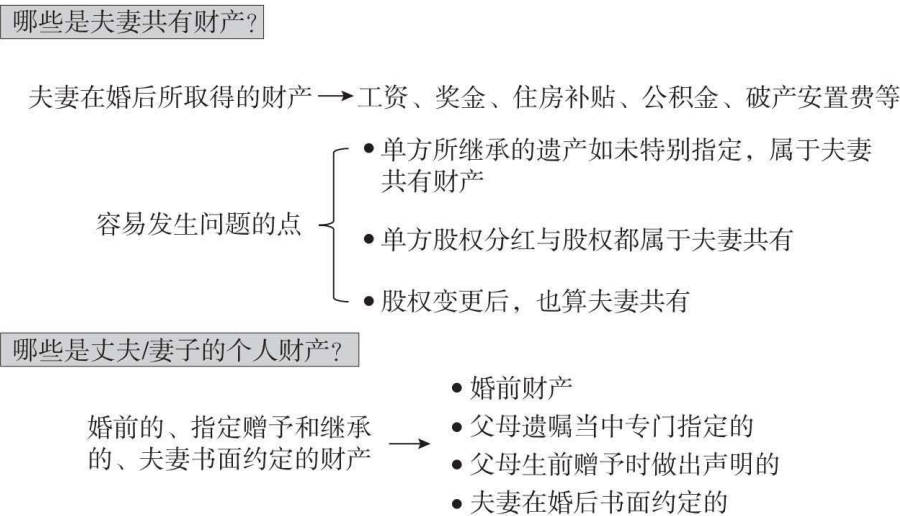 哪些是夫妻共有财产?
夫妻在婚后所取得的财产→工资、奖金、住房补贴、公积金、破产安置费等
容易发生问题的点
•单方所继承的遗产如未特别指定，属于夫妻
共有财产
•单方股权分红与股权都属于夫妻共有
•股权变更后，也算夫妻共有
哪些是丈夫/妻子的个人财产?
婚前的、指定赠予和继承
的、夫妻书面约定的财产
•婚前财产
•父母遗嘱当中专门指定的
•父母生前赠予时做出声明的
•夫妻在婚后书面约定的